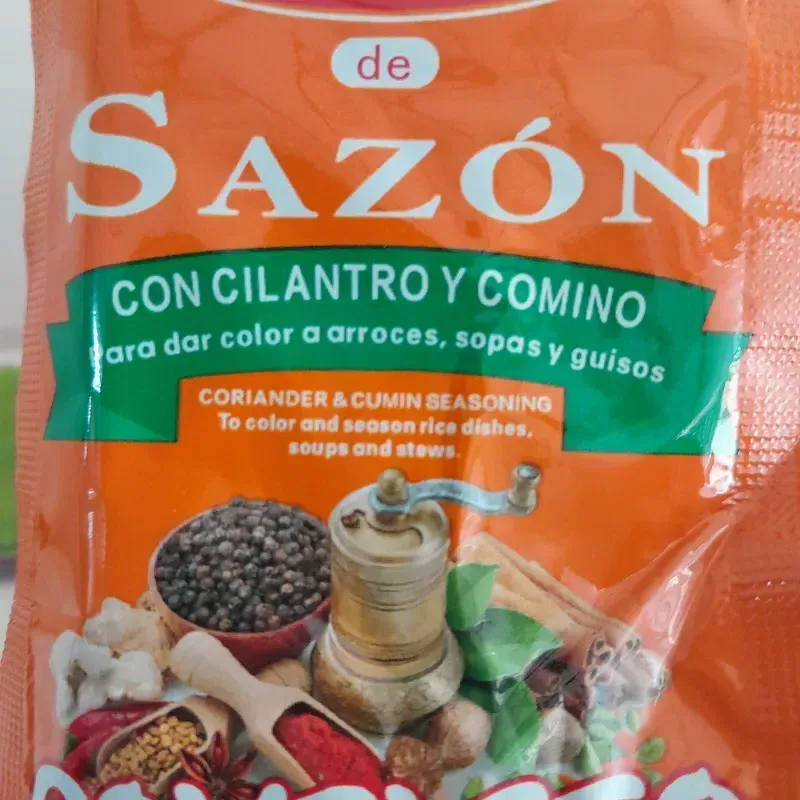 de
SAZÓN
CON CILANTRO Y COMINO
Para dar color a arroces, sopas y guisos
CORIANDER & CUMIN SEASONING
To color and season rice dishes,
soups and stews.